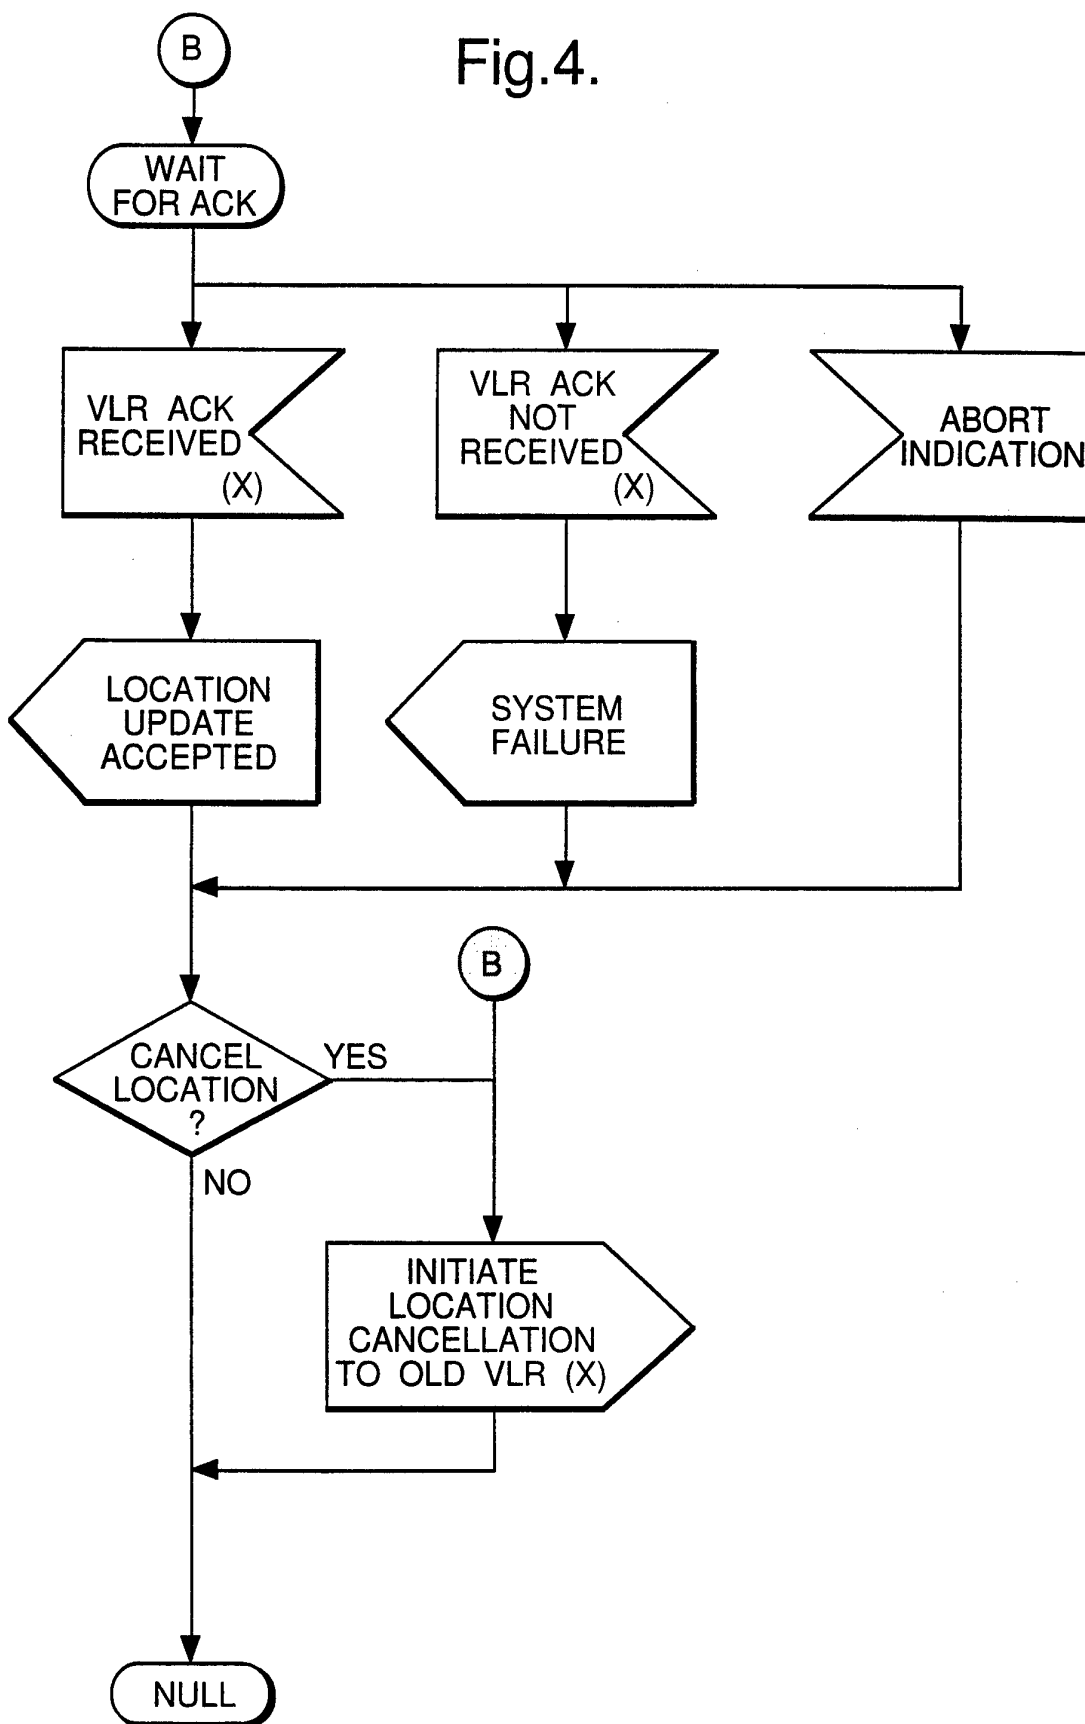 B
Fig.4.
WAIT
FOR ACK
VLR ACK
RECEIVED
(X)
VLR ACK
NOT
RECEIVED
(X)
ABORT
INDICATION
LOCATION
UPDATE
ACCEPTED
SYSTEM
FAILURE
B
CANCEL
LOCATION
?
YES
NO
INITIATE
LOCATION
CANCELLATION
TO OLD VLR (X)
NULL